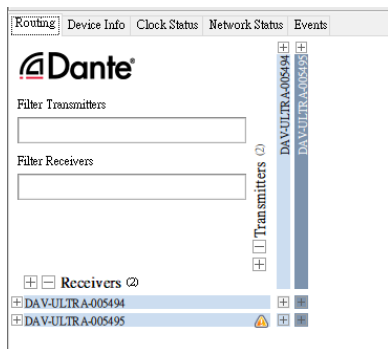 Routing Device Info Clock Status Network Status Events
Dante
Filter Transmitters
Filter Receivers
Transmitters (2)
DAV-ULTRA-005494
DAV-ULTRA-005495
Receivers (2)
DAV-ULTRA-005494
DAV-ULTRA-005495